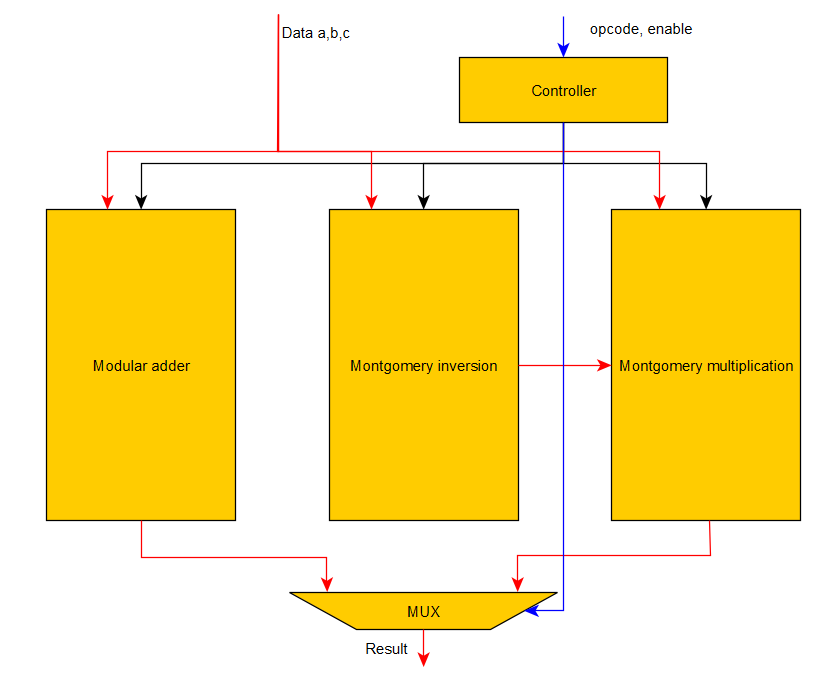 Data a,b,c
opcode, enable
Controller
Modular adder
Montgomery inversion
Montgomery multiplication
MUX
Result